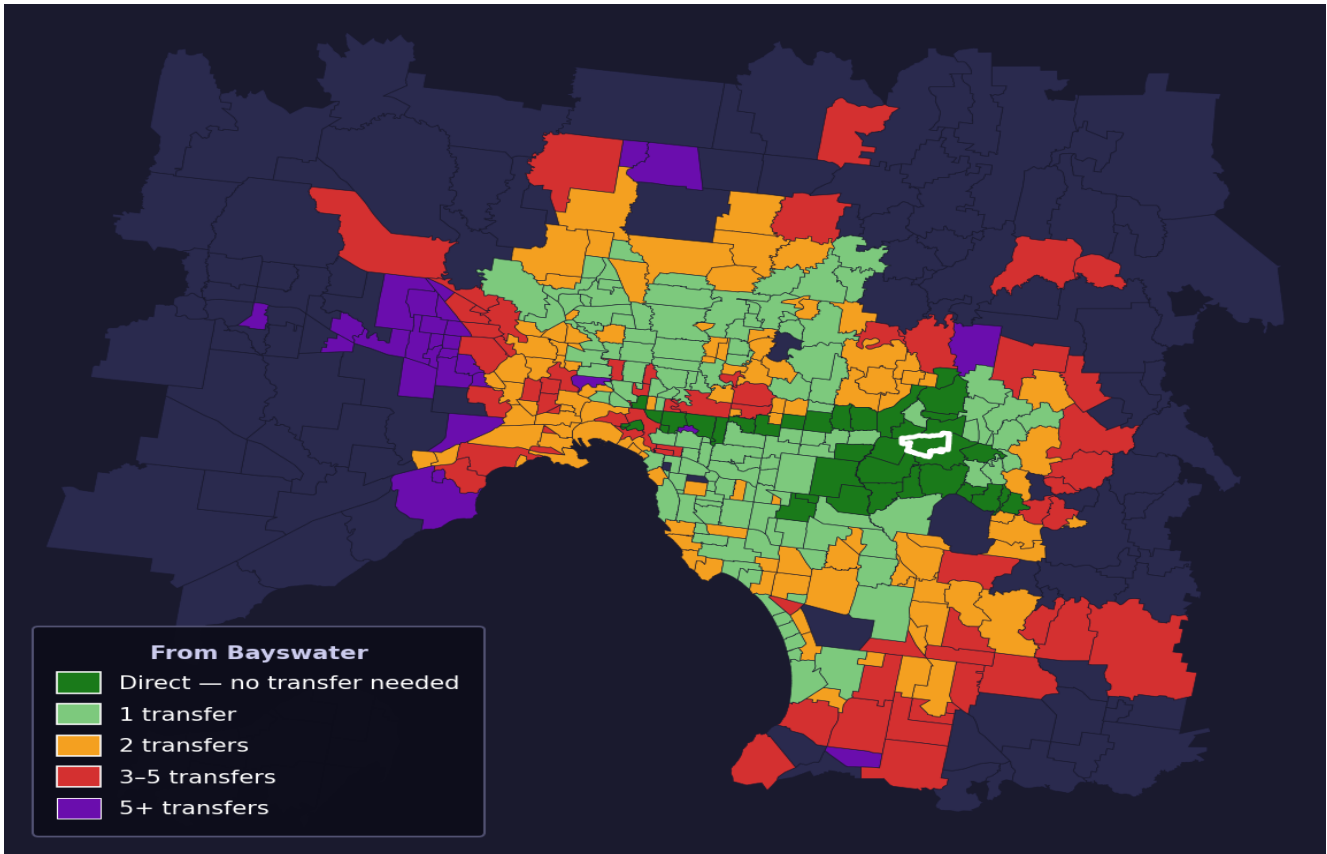 From Bayswater
Direct — no transfer needed
1 transfer
2 transfers
3–5 transfers
5+ transfers